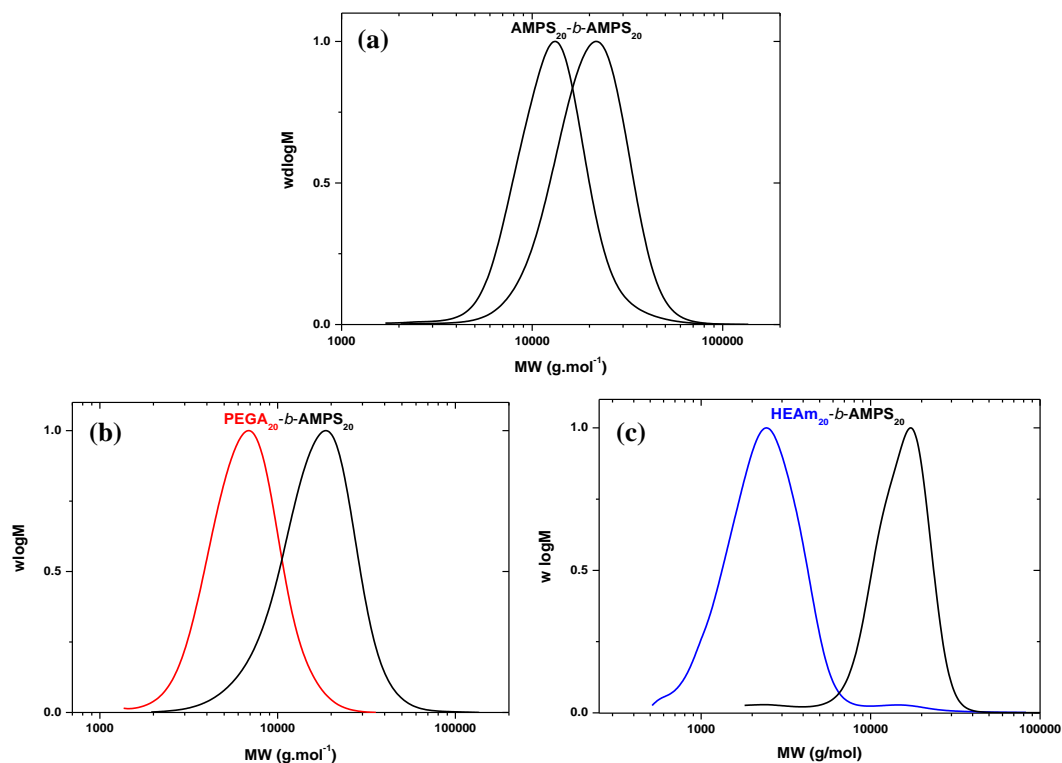 (a)
AMPS₂₀-b-AMPS₂₀
1.0
0.5
0.0
wdlogM
1000 10000 100000
MW (g.mol⁻¹)
(b)
PEGA₂₀-b-AMPS₂₀
1.0
0.5
0.0
wlogM
1000 10000 100000
MW (g.mol⁻¹)
(c)
HEAm₂₀-b-AMPS₂₀
1.0
0.5
0.0
w logM
1000 10000 100000
MW (g/mol)